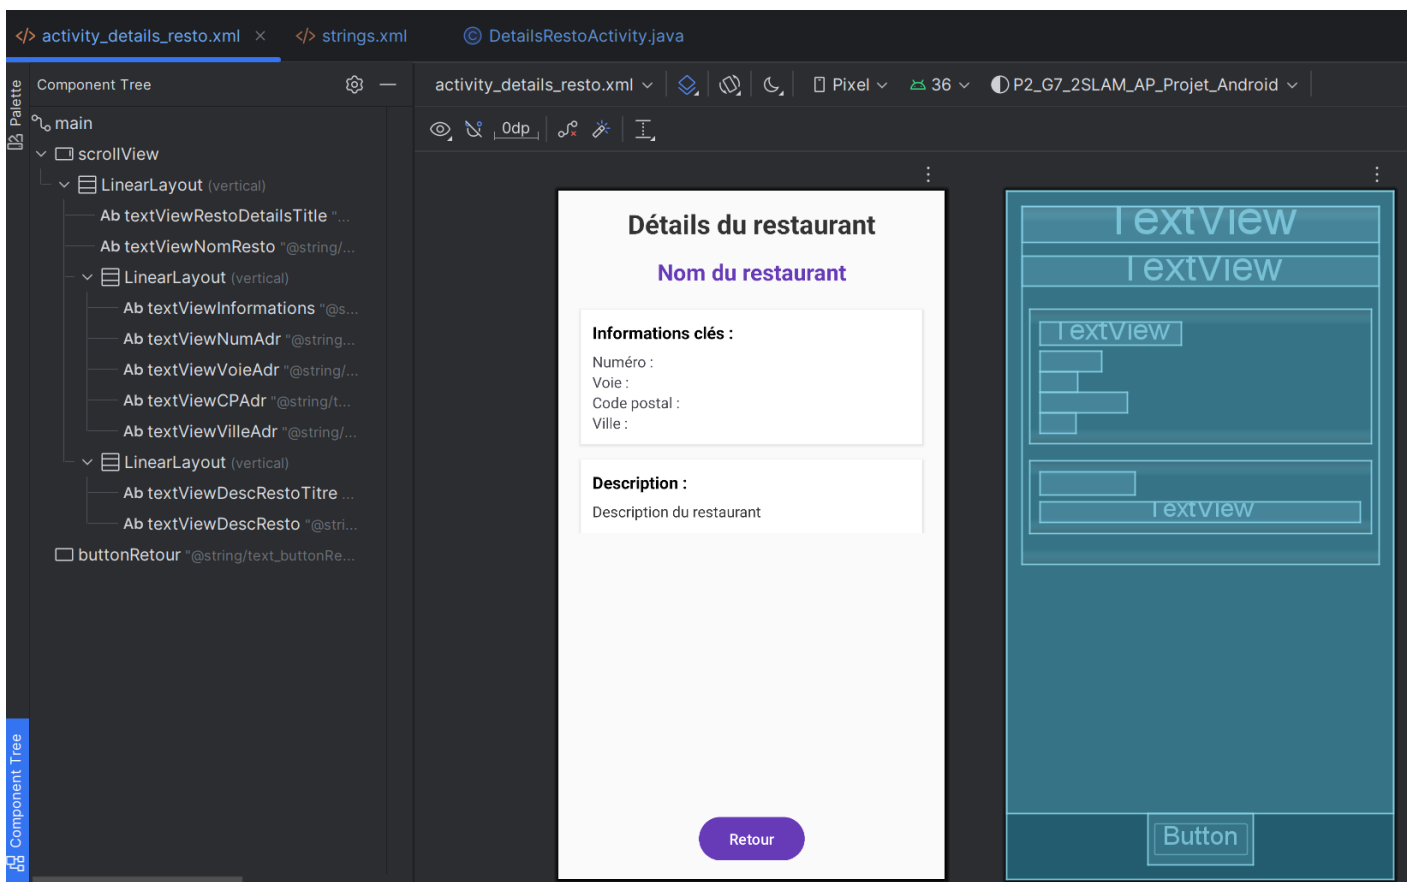 activity_details_resto.xml
strings.xml
DetailsRestoActivity.java
Palette
Component Tree
activity_details_resto.xml
Pixel
36
P2_G7_2SLAM_AP_Projet_Android
0dp
main
scrollView
LinearLayout (vertical)
Ab textViewRestoDetailsTitle "...
Ab textViewNomResto "@string/...
LinearLayout (vertical)
Ab textViewInformations "@s...
Ab textViewNumAdr "@string...
Ab textViewVoieAdr "@string/...
Ab textViewCPAdr "@string/t...
Ab textViewVilleAdr "@string/...
LinearLayout (vertical)
Ab textViewDescRestoTitre ...
Ab textViewDescResto "@stri...
buttonRetour "@string/text_buttonRe...
Component Tree
Détails du restaurant
Nom du restaurant
Informations clés :
Numéro :
Voie :
Code postal :
Ville :
Description :
Description du restaurant
Retour
TextView
TextView
TextView
TextView
Button